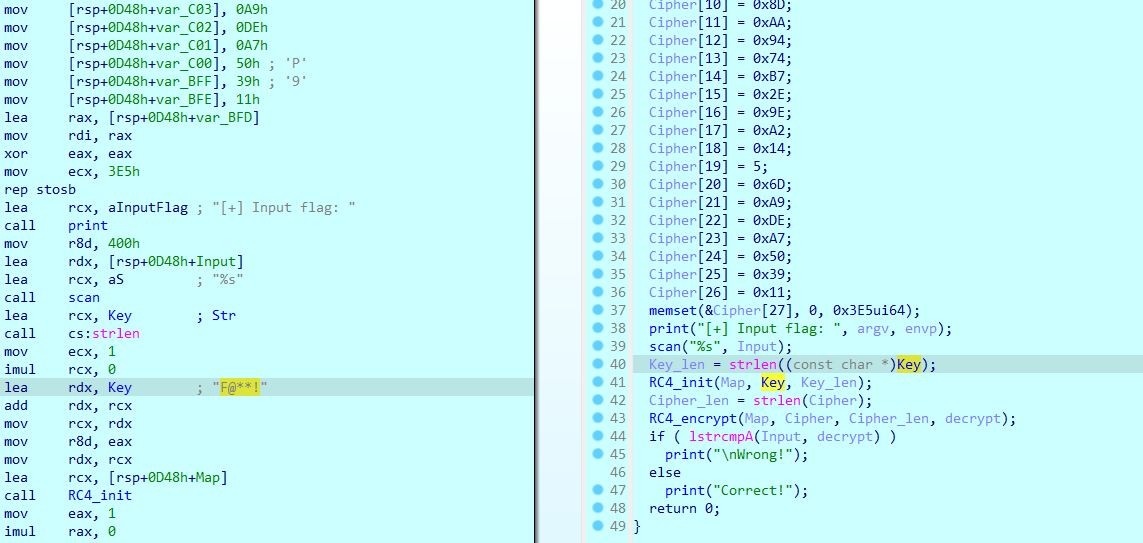 mov [rsp+0D48h+var_C03], 0A9h
mov [rsp+0D48h+var_C02], 0DEh
mov [rsp+0D48h+var_C01], 0A7h
mov [rsp+0D48h+var_C00], 50h ; 'P'
mov [rsp+0D48h+var_BFF], 39h ; '9'
mov [rsp+0D48h+var_BFE], 11h
lea rax, [rsp+0D48h+var_BFD]
mov rdi, rax
xor eax, eax
mov ecx, 3E5h
rep stosb
lea rcx, aInputFlag ; "[+] Input flag: "
call print
mov r8d, 400h
lea rdx, [rsp+0D48h+Input]
lea rcx, aS ; "%s"
call scan
lea rcx, Key ; Str
call cs:strlen
mov ecx, 1
imul rcx, 0
lea rdx, Key ; "F@**!"
add rdx, rcx
mov rcx, rdx
mov r8d, eax
mov rdx, rcx
lea rcx, [rsp+0D48h+Map]
call RC4_init
mov eax, 1
imul rax, 0
20 Cipher[10] = 0x8D;
21 Cipher[11] = 0xAA;
22 Cipher[12] = 0x94;
23 Cipher[13] = 0x74;
24 Cipher[14] = 0xB7;
25 Cipher[15] = 0x2E;
26 Cipher[16] = 0x9E;
27 Cipher[17] = 0xA2;
28 Cipher[18] = 0x14;
29 Cipher[19] = 5;
30 Cipher[20] = 0x6D;
31 Cipher[21] = 0xA9;
32 Cipher[22] = 0xDE;
33 Cipher[23] = 0xA7;
34 Cipher[24] = 0x50;
35 Cipher[25] = 0x39;
36 Cipher[26] = 0x11;
37 memset(&Cipher[27], 0, 0x3E5ui64);
38 print("[+] Input flag: ", argv, envp);
39 scan("%s", Input);
40 Key_len = strlen((const char *)Key);
41 RC4_init(Map, Key, Key_len);
42 Cipher_len = strlen(Cipher);
43 RC4_encrypt(Map, Cipher, Cipher_len, decrypt);
44 if ( lstrcmpA(Input, decrypt) )
45 print("\nWrong!");
46 else
47 print("Correct!");
48 return 0;
49 }